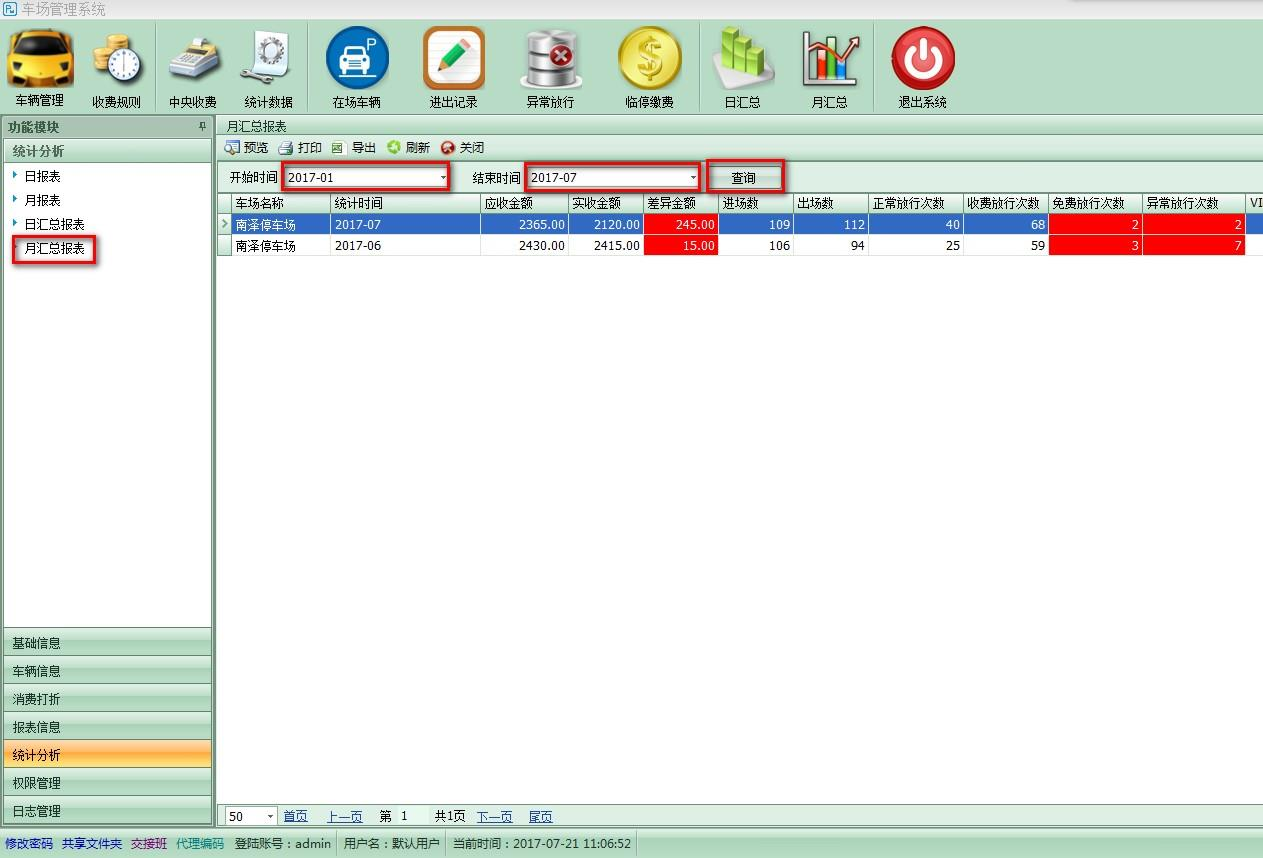 车场管理系统
车辆管理 收费规则 中央收费 统计数据 在场车辆 进出记录 异常放行 临停缴费 日汇总 月汇总 退出系统
功能模块
月汇总报表
统计分析
预览 打印 导出 刷新 关闭
日报表
月报表
日汇总报表
月汇总报表
开始时间 2017-01 结束时间 2017-07 查询
车场名称 统计时间 应收金额 实收金额 差异金额 进场数 出场数 正常放行次数 收费放行次数 免费放行次数 异常放行次数 VI
南泽停车场 2017-07 2365.00 2120.00 245.00 109 112 40 68 2 2
南泽停车场 2017-06 2430.00 2415.00 15.00 106 94 25 59 3 7
基础信息
车辆信息
消费打折
报表信息
统计分析
权限管理
日志管理
50 首页 上一页 第 1 共1页 下一页 尾页
修改密码 共享文件夹 交接班 代理编码 登陆账号：admin 用户名：默认用户 当前时间：2017-07-21 11:06:52